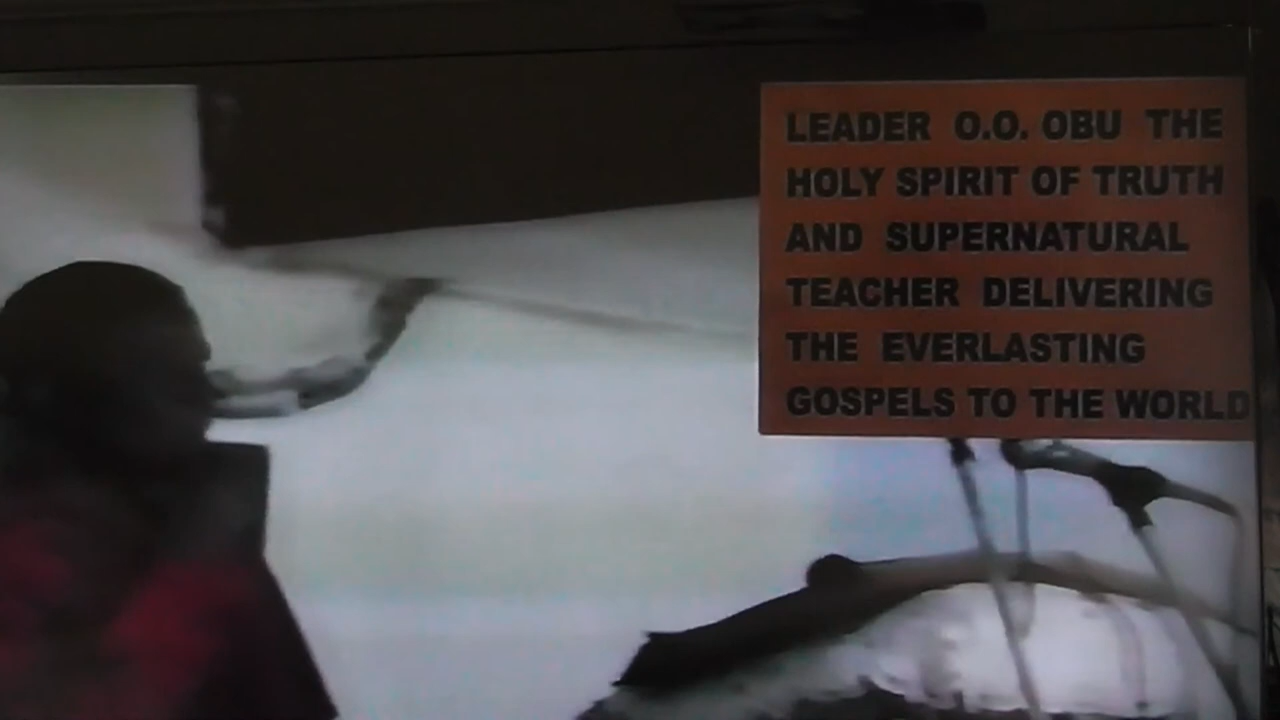 LEADER O.O. OBU THE
HOLY SPIRIT OF TRUTH
AND SUPERNATURAL
TEACHER DELIVERING
THE EVERLASTING
GOSPELS TO THE WORLD